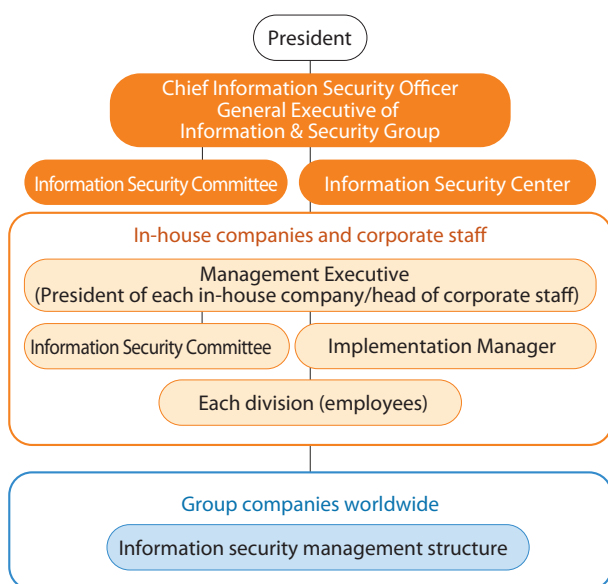 President
Chief Information Security Officer
General Executive of
Information & Security Group
Information Security Committee
Information Security Center
In-house companies and corporate staff
Management Executive
(President of each in-house company/head of corporate staff)
Information Security Committee
Implementation Manager
Each division (employees)
Group companies worldwide
Information security management structure